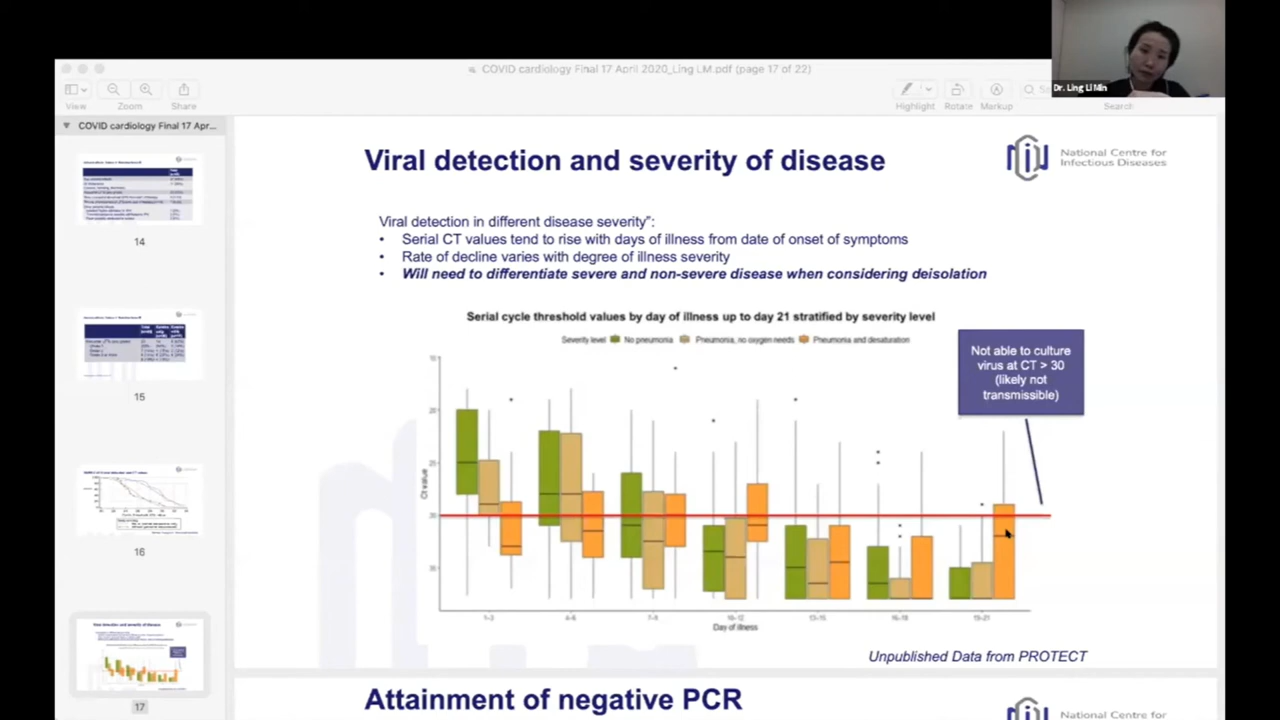 COVID cardiology Final 17 April 2020_Ling LM.pdf (page 17 of 22)
View
Zoom
Share
Highlight
Rotate
Markup
Search
Dr. Ling Li Min
COVID cardiology Final 17 Apr...
14
15
16
17
Viral detection and severity of disease
National Centre for
Infectious Diseases
Viral detection in different disease severity":
• Serial CT values tend to rise with days of illness from date of onset of symptoms
• Rate of decline varies with degree of illness severity
• Will need to differentiate severe and non-severe disease when considering deisolation
Serial cycle threshold values by day of illness up to day 21 stratified by severity level
Severity level No pneumonia Pneumonia, no oxygen needs Pneumonia and desaturation
Not able to culture
virus at CT > 30
(likely not
transmissible)
Ct value
10
20
25
30
1-3
7-9
10-12
13-15
16-18
19-21
Day of illness
Unpublished Data from PROTECT
Attainment of negative PCR
National Centre for